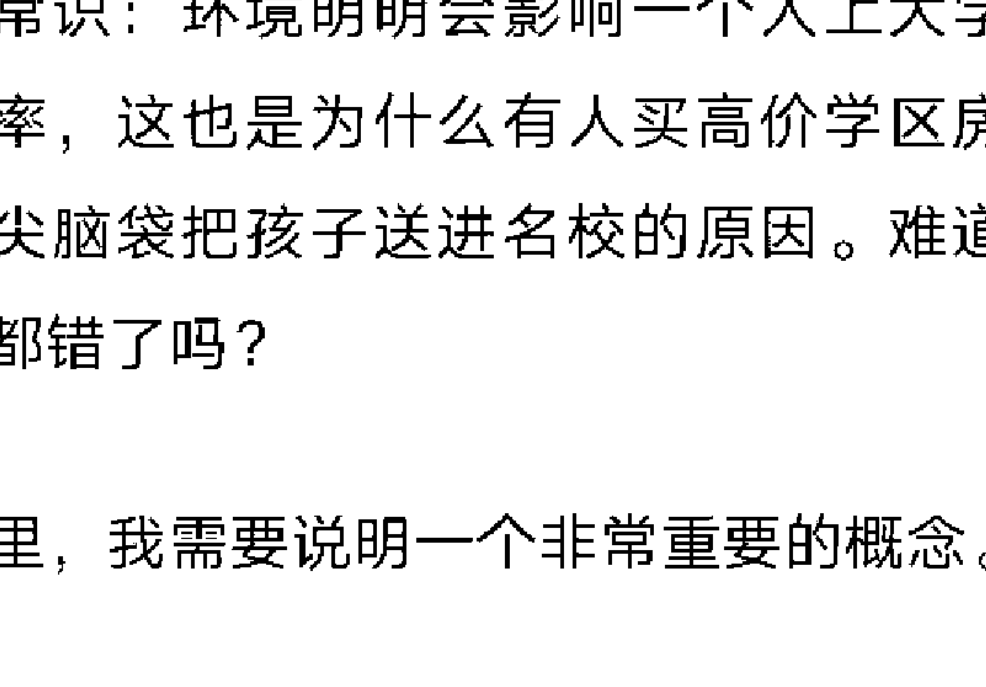 常识：环境明明会影响一个人上大学
率，这也是为什么有人买高价学区房
尖脑袋把孩子送进名校的原因。难道
都错了吗？
里，我需要说明一个非常重要的概念。